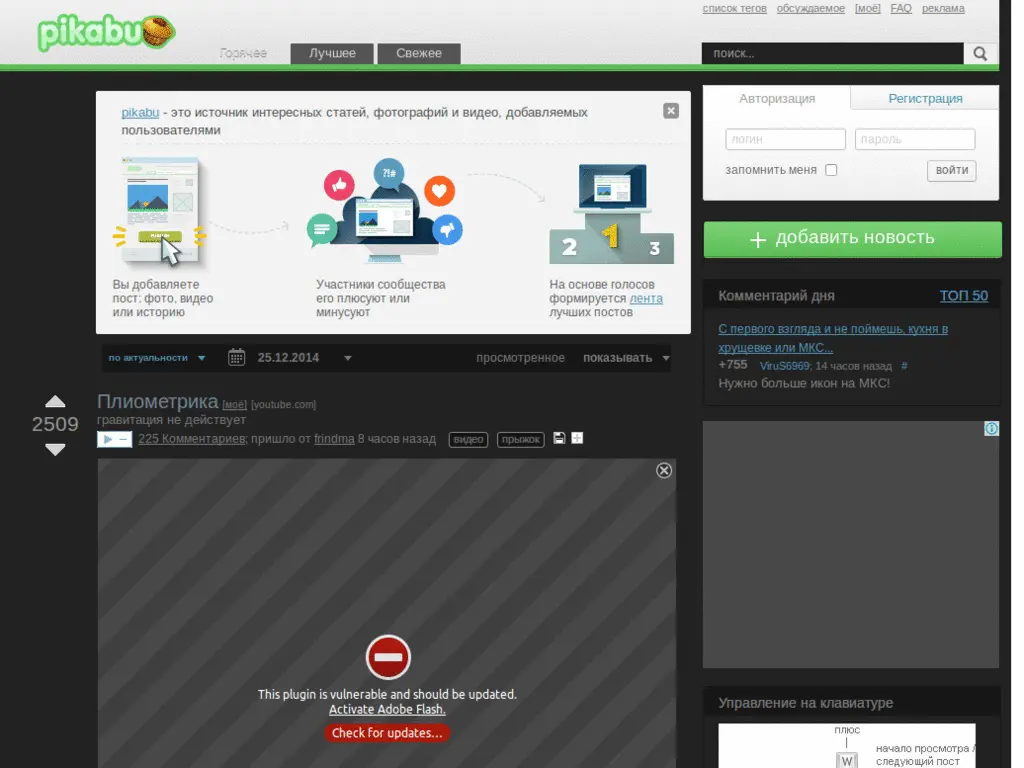 список тегов обсуждаемое [моё] FAQ реклама
pikabu
Горячее Лучшее Свежее
поиск...
pikabu - это источник интересных статей, фотографий и видео, добавляемых
пользователями
?!#
2 1 3
Вы добавляете
пост: фото, видео
или историю
Участники сообщества
его плюсуют или
минусуют
На основе голосов
формируется лента
лучших постов
Авторизация Регистрация
логин пароль
запомнить меня войти
+ добавить новость
Комментарий дня ТОП 50
С первого взгляда и не поймешь, кухня в
хрущевке или МКС...
+755 ViruS6969; 14 часов назад #
Нужно больше икон на МКС!
по актуальности 25.12.2014 просмотренное показывать
2509
Плиометрика [моё] [youtube.com]
гравитация не действует
225 Комментариев; пришло от frindma 8 часов назад видео прыжок
This plugin is vulnerable and should be updated.
Activate Adobe Flash.
Check for updates...
Управление на клавиатуре
плюс
W
начало просмотра /
следующий пост